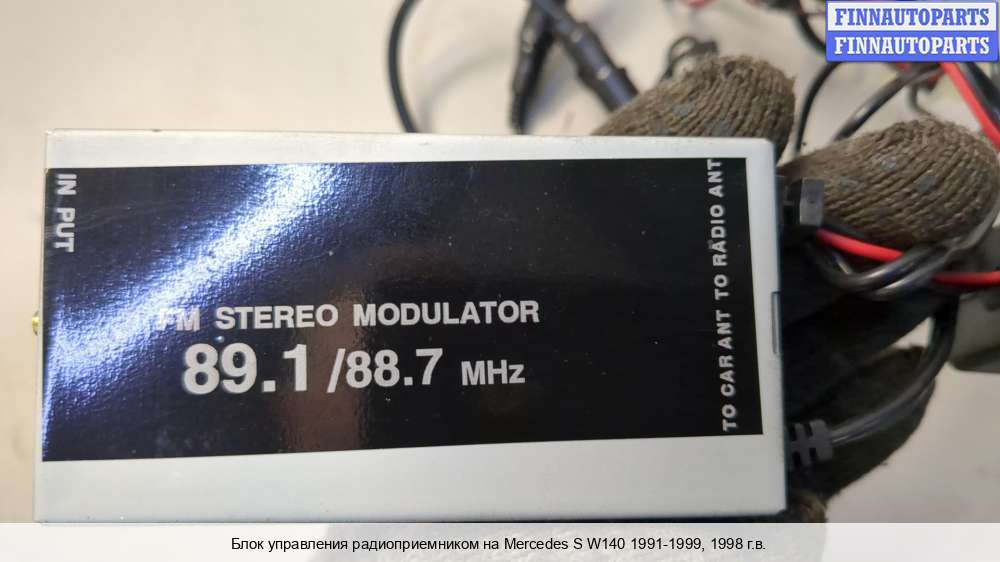 FINNAUTOPARTS
FINNAUTOPARTS
IN PUT
FM STEREO MODULATOR
89.1/88.7 MHz
TO CAR ANT TO RADIO ANT
Блок управления радиоприемником на Mercedes S W140 1991-1999, 1998 г.в.